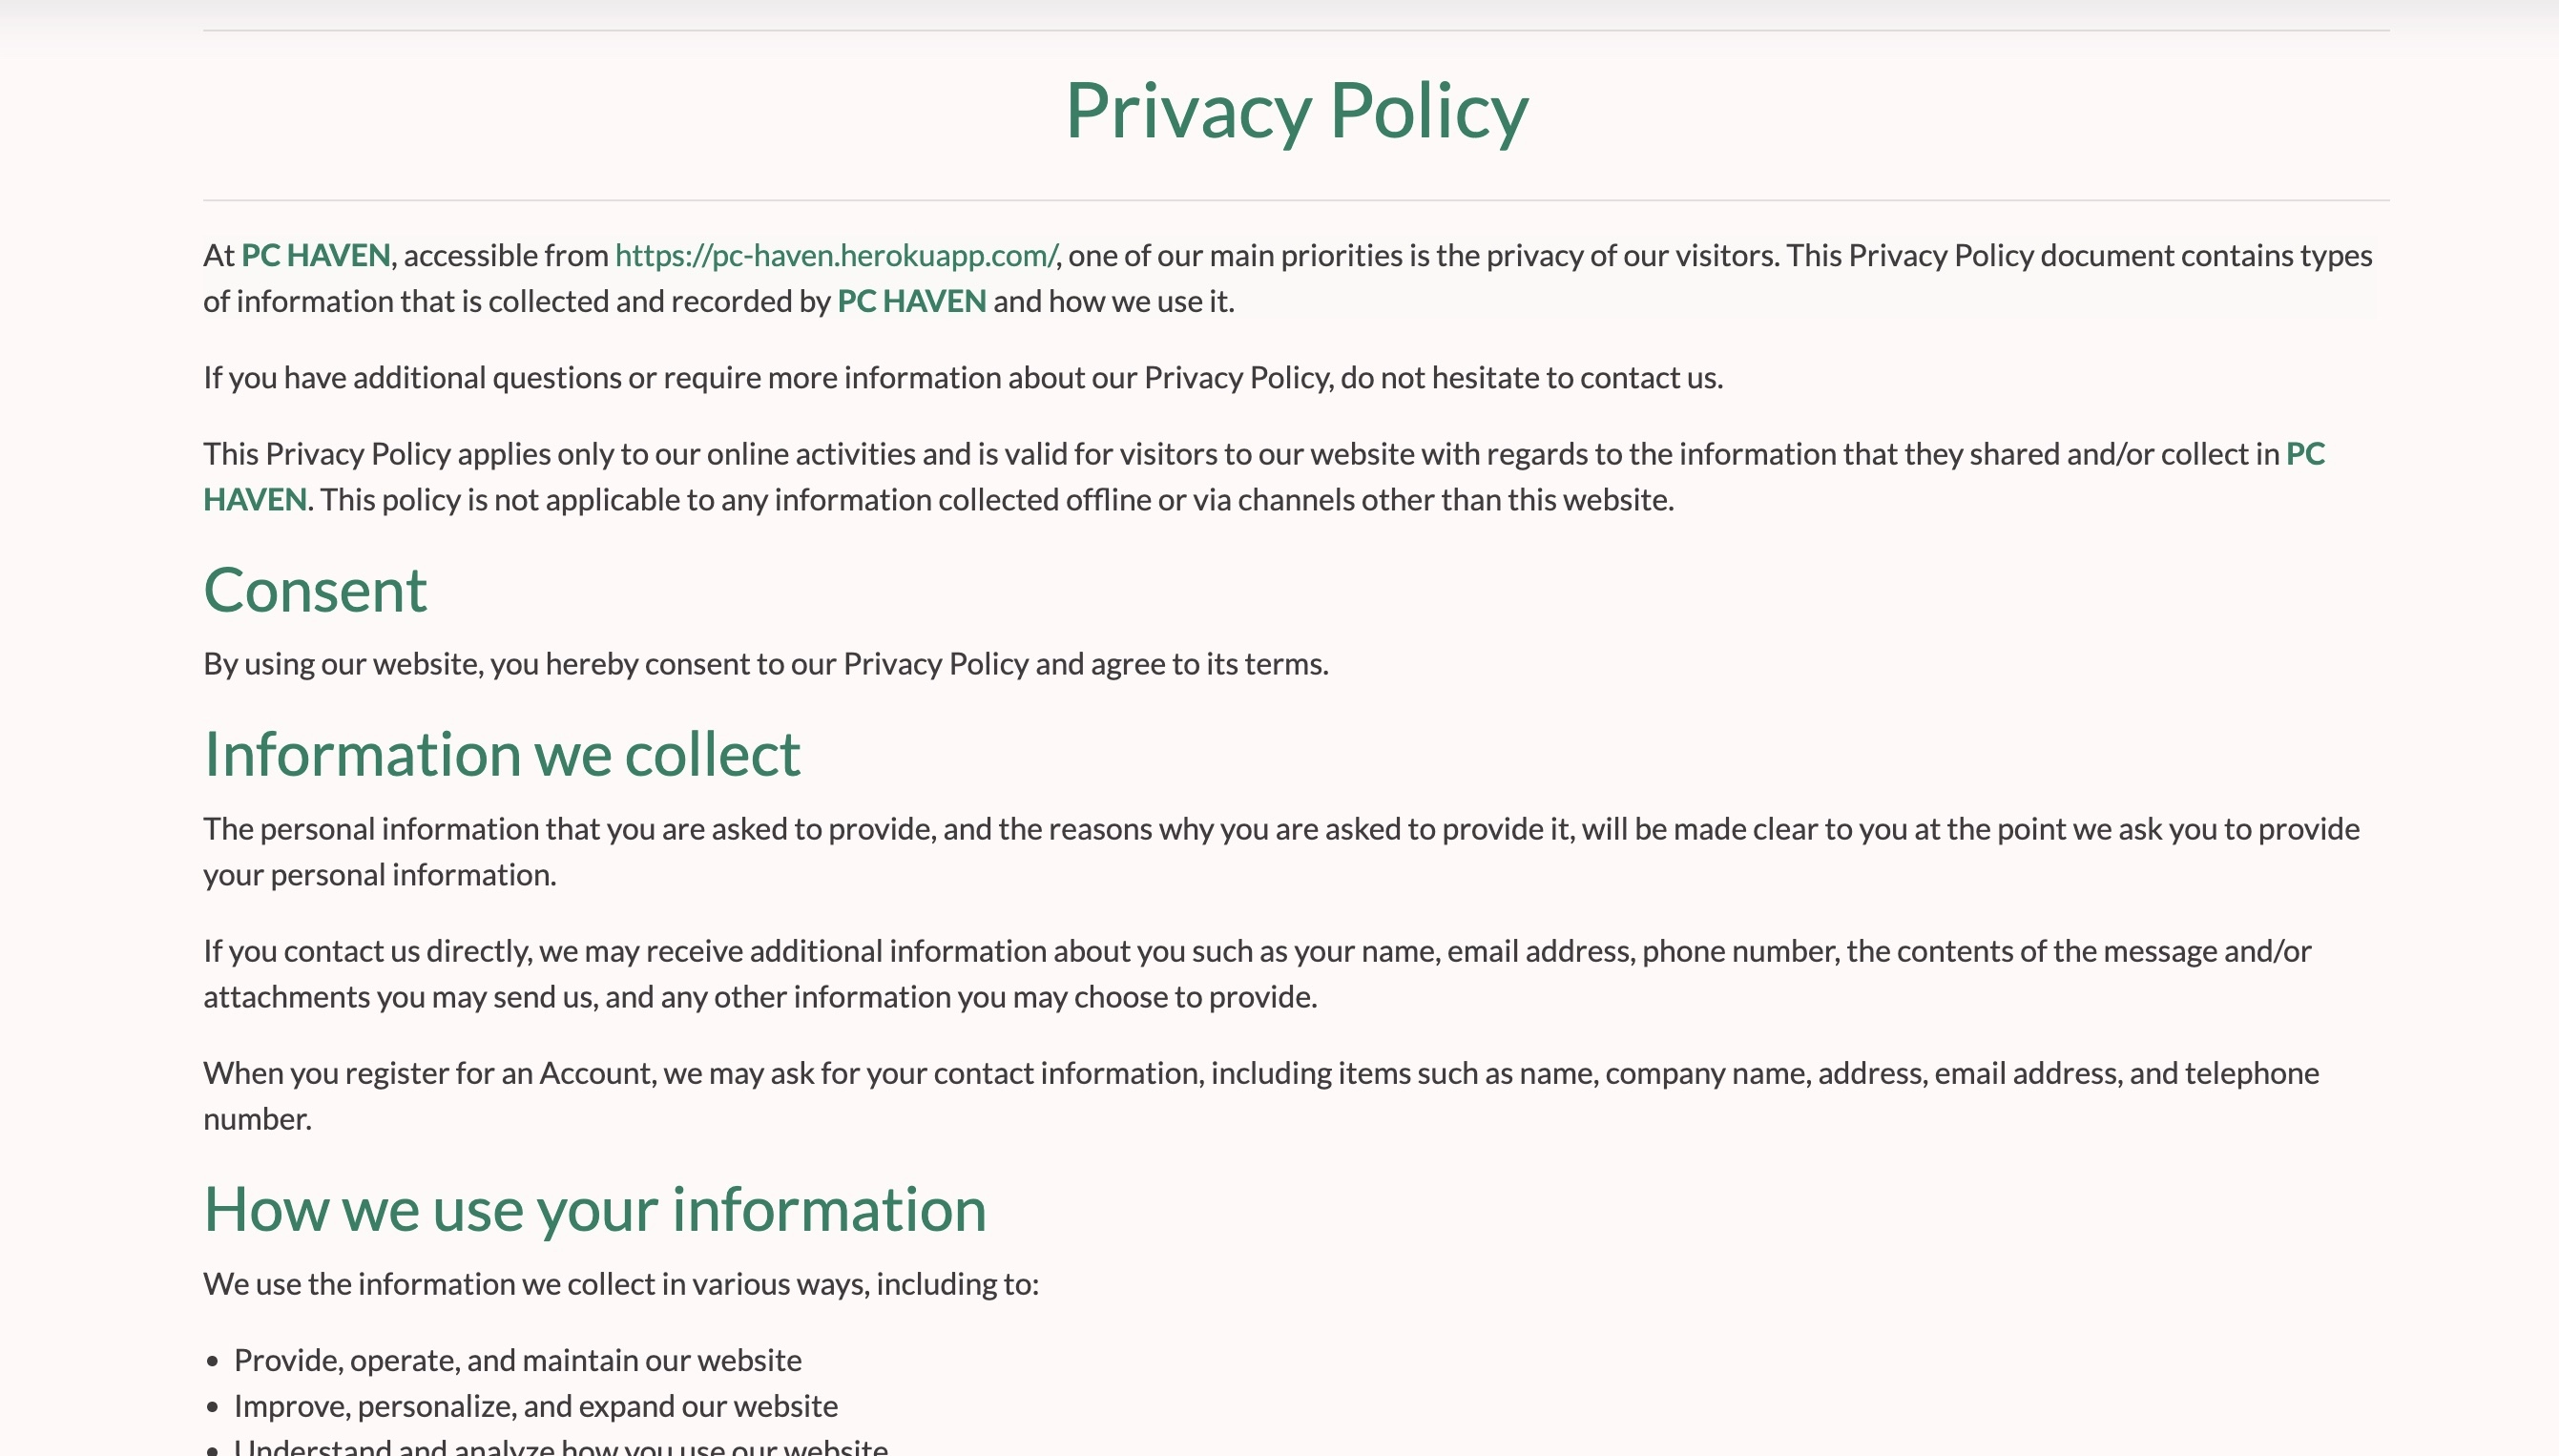 Privacy Policy
At PC HAVEN, accessible from https://pc-haven.herokuapp.com/, one of our main priorities is the privacy of our visitors. This Privacy Policy document contains types
of information that is collected and recorded by PC HAVEN and how we use it.
If you have additional questions or require more information about our Privacy Policy, do not hesitate to contact us.
This Privacy Policy applies only to our online activities and is valid for visitors to our website with regards to the information that they shared and/or collect in PC
HAVEN. This policy is not applicable to any information collected offline or via channels other than this website.
Consent
By using our website, you hereby consent to our Privacy Policy and agree to its terms.
Information we collect
The personal information that you are asked to provide, and the reasons why you are asked to provide it, will be made clear to you at the point we ask you to provide
your personal information.
If you contact us directly, we may receive additional information about you such as your name, email address, phone number, the contents of the message and/or
attachments you may send us, and any other information you may choose to provide.
When you register for an Account, we may ask for your contact information, including items such as name, company name, address, email address, and telephone
number.
How we use your information
We use the information we collect in various ways, including to:
• Provide, operate, and maintain our website
• Improve, personalize, and expand our website
• Understand and analyze how you use our website